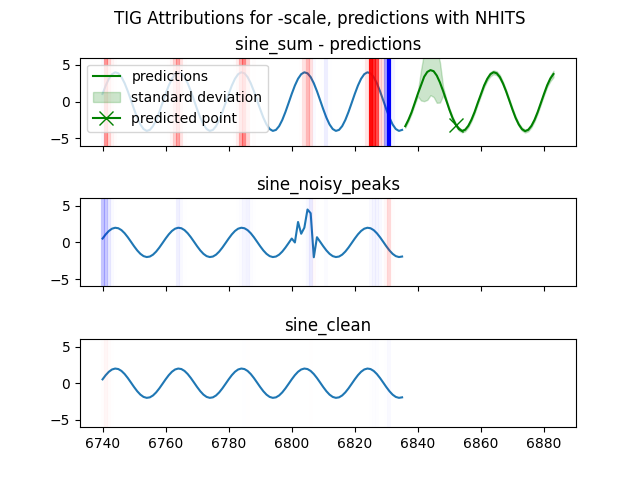 TIG Attributions for -scale, predictions with NHITS
sine_sum - predictions
5
0
−5
predictions
standard deviation
predicted point
sine_noisy_peaks
5
0
−5
sine_clean
5
0
−5
6740 6760 6780 6800 6820 6840 6860 6880